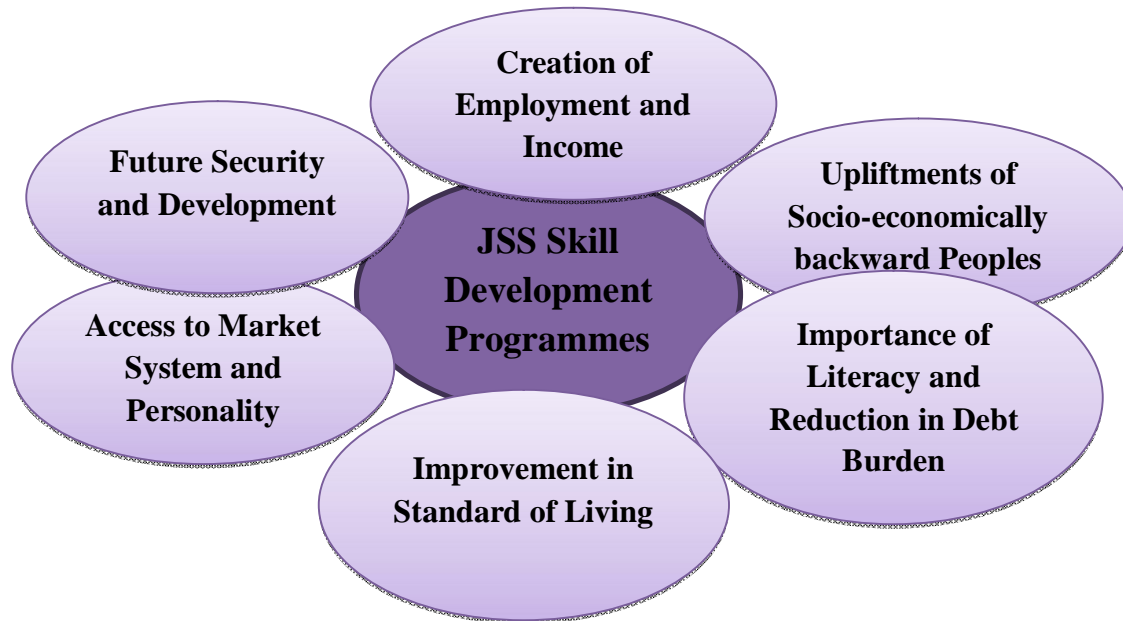 Creation of
Employment and
Income
Future Security
and Development
Upliftments of
Socio-economically
backward Peoples
JSS Skill
Development
Programmes
Access to Market
System and
Personality
Importance of
Literacy and
Reduction in Debt
Burden
Improvement in
Standard of Living